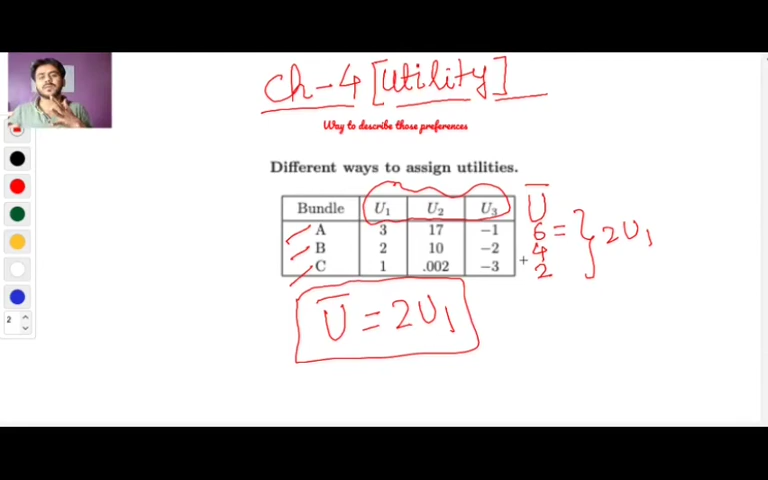 Ch-4 [Utility]
Way to describe those preferences
Different ways to assign utilities.
Bundle U₁ U₂ U₃ U̅
A 3 17 −1 6 = } 2U₁
B 2 10 −2 4
C 1 .002 −3 + 2
U̅ = 2U₁
2